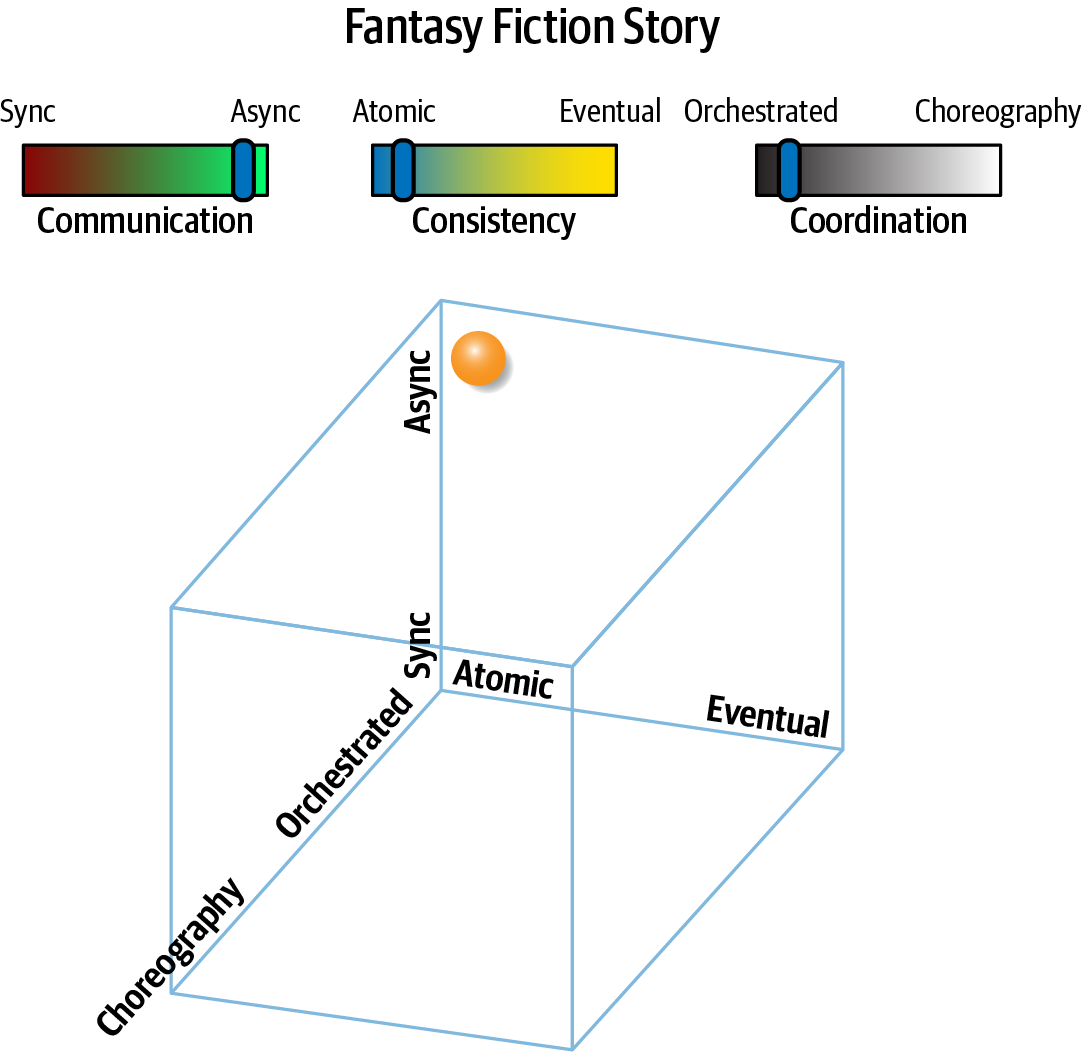 Fantasy Fiction Story
Sync Async Atomic Eventual Orchestrated Choreography
Communication Consistency Coordination
Async
Sync
Atomic
Eventual
Orchestrated
Choreography